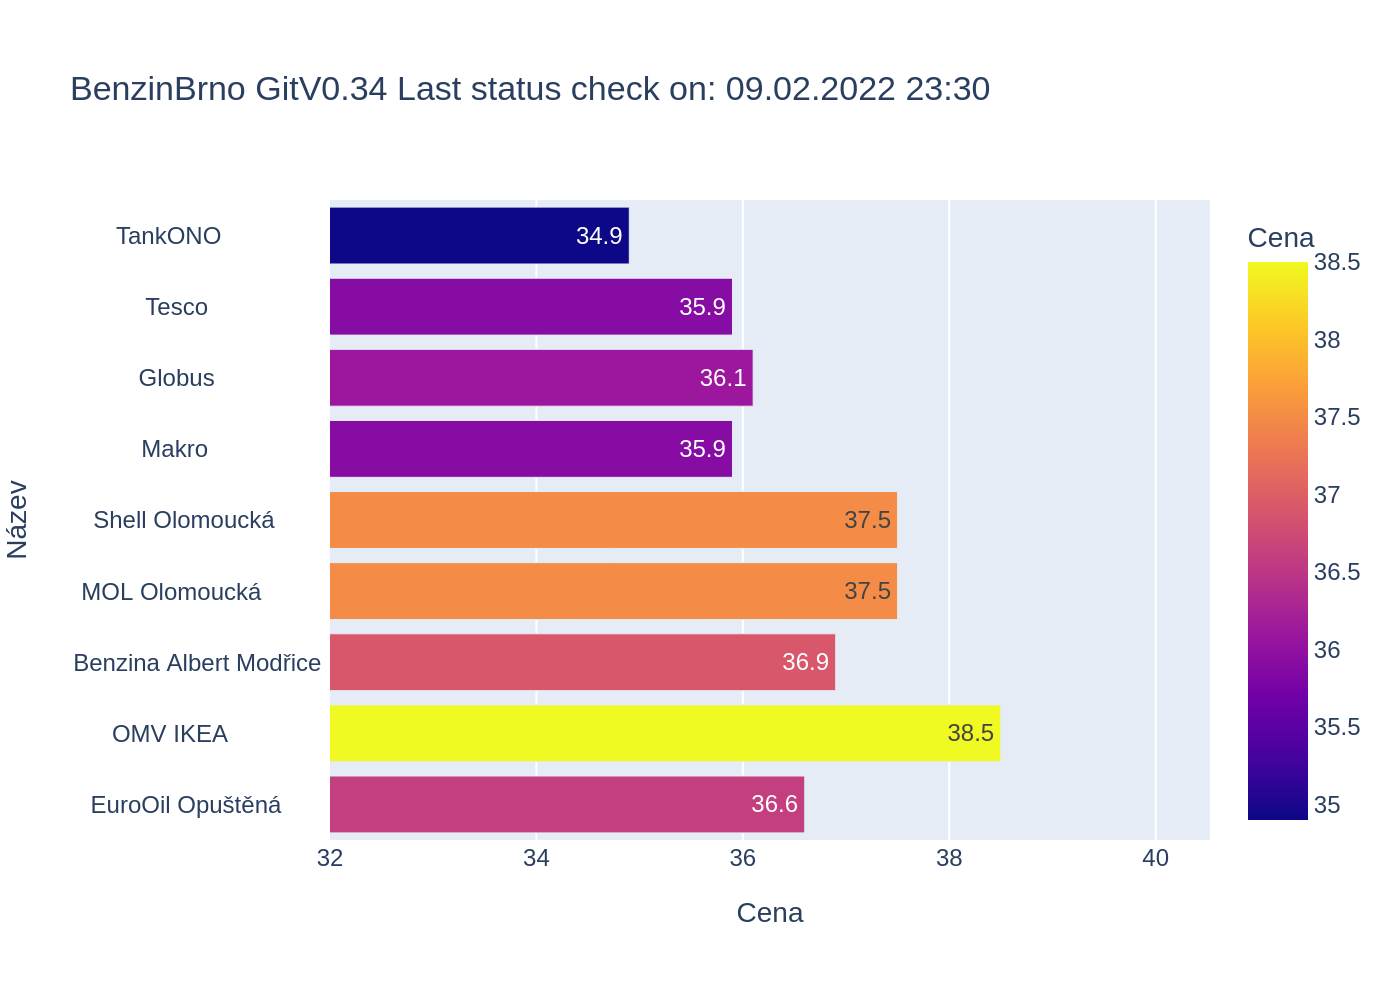 BenzinBrno GitV0.34 Last status check on: 09.02.2022 23:30
TankONO
34.9
Tesco
35.9
Globus
36.1
Makro
35.9
Shell Olomoucká
37.5
MOL Olomoucká
37.5
Benzina Albert Modřice
36.9
OMV IKEA
38.5
EuroOil Opuštěná
36.6
Název
32
34
36
38
40
Cena
Cena
38.5
38
37.5
37
36.5
36
35.5
35